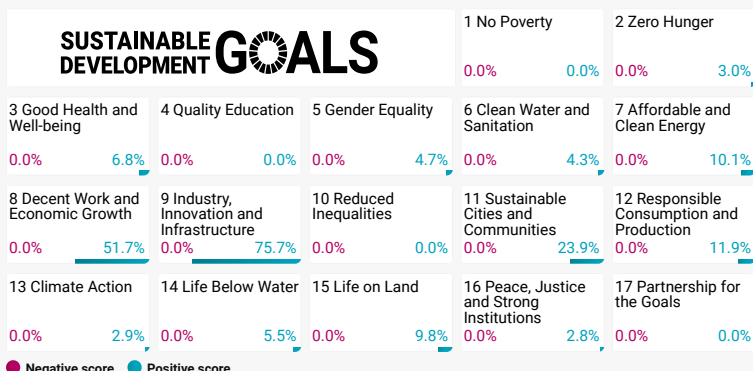 SUSTAINABLE
DEVELOPMENT
GOALS
1 No Poverty
0.0% 0.0%
2 Zero Hunger
0.0% 3.0%
3 Good Health and
Well-being
0.0% 6.8%
4 Quality Education
0.0% 0.0%
5 Gender Equality
0.0% 4.7%
6 Clean Water and
Sanitation
0.0% 4.3%
7 Affordable and
Clean Energy
0.0% 10.1%
8 Decent Work and
Economic Growth
0.0% 51.7%
9 Industry,
Innovation and
Infrastructure
0.0% 75.7%
10 Reduced
Inequalities
0.0% 0.0%
11 Sustainable
Cities and
Communities
0.0% 23.9%
12 Responsible
Consumption and
Production
0.0% 11.9%
13 Climate Action
0.0% 2.9%
14 Life Below Water
0.0% 5.5%
15 Life on Land
0.0% 9.8%
16 Peace, Justice
and Strong
Institutions
0.0% 2.8%
17 Partnership for
the Goals
0.0% 0.0%
Negative score Positive score